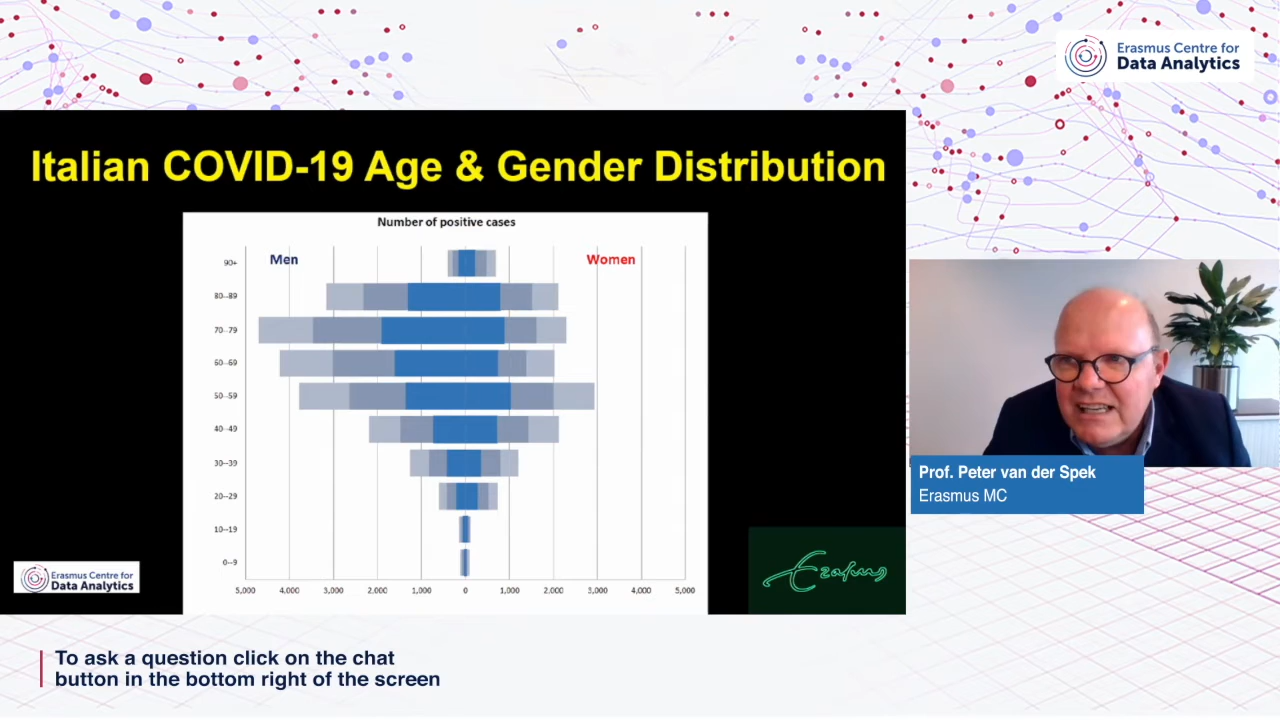 Erasmus Centre for
Data Analytics
Italian COVID-19 Age & Gender Distribution
Number of positive cases
Men
Women
90+
80--89
70--79
60--69
50--59
40--49
30--39
20--29
10--19
0--9
5,000 4,000 3,000 2,000 1,000 0 1,000 2,000 3,000 4,000 5,000
Erasmus Centre for
Data Analytics
Erasmus
Prof. Peter van der Spek
Erasmus MC
To ask a question click on the chat
button in the bottom right of the screen